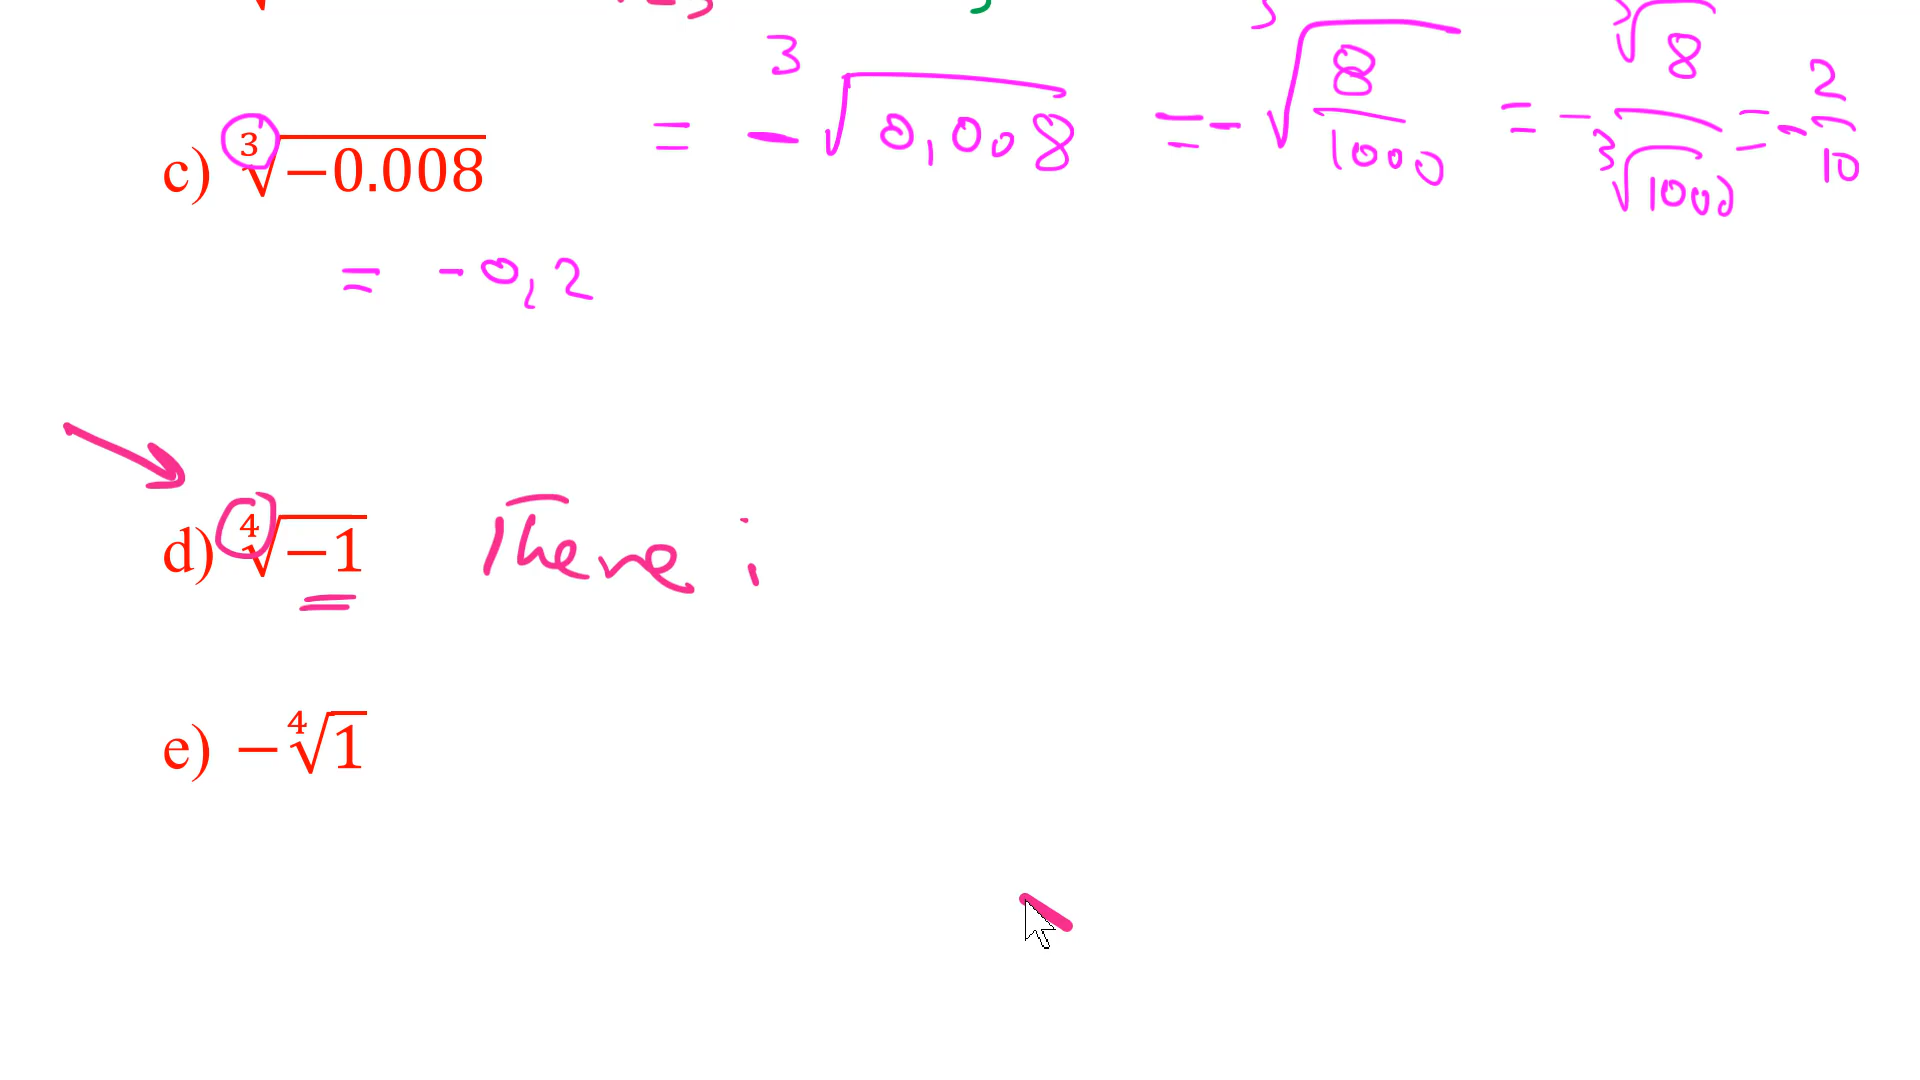 c) ∛(−0.008) = −∛(0,008) = −∛(8/1000) = −∛8/∛1000 = −2/10
= −0,2
d) ∜(−1) There i
e) −∜1